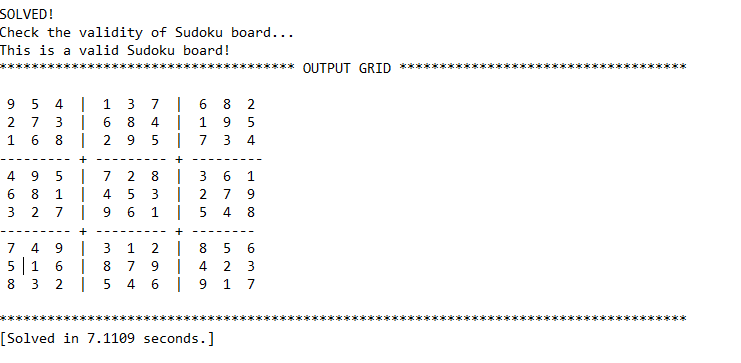 SOLVED!
Check the validity of Sudoku board...
This is a valid Sudoku board!
************************************* OUTPUT GRID ************************************
9 5 4 | 1 3 7 | 6 8 2
2 7 3 | 6 8 4 | 1 9 5
1 6 8 | 2 9 5 | 7 3 4
--------- + --------- + ---------
4 9 5 | 7 2 8 | 3 6 1
6 8 1 | 4 5 3 | 2 7 9
3 2 7 | 9 6 1 | 5 4 8
--------- + --------- + --------
7 4 9 | 3 1 2 | 8 5 6
5 1 6 | 8 7 9 | 4 2 3
8 3 2 | 5 4 6 | 9 1 7
**************************************************************************************
[Solved in 7.1109 seconds.]